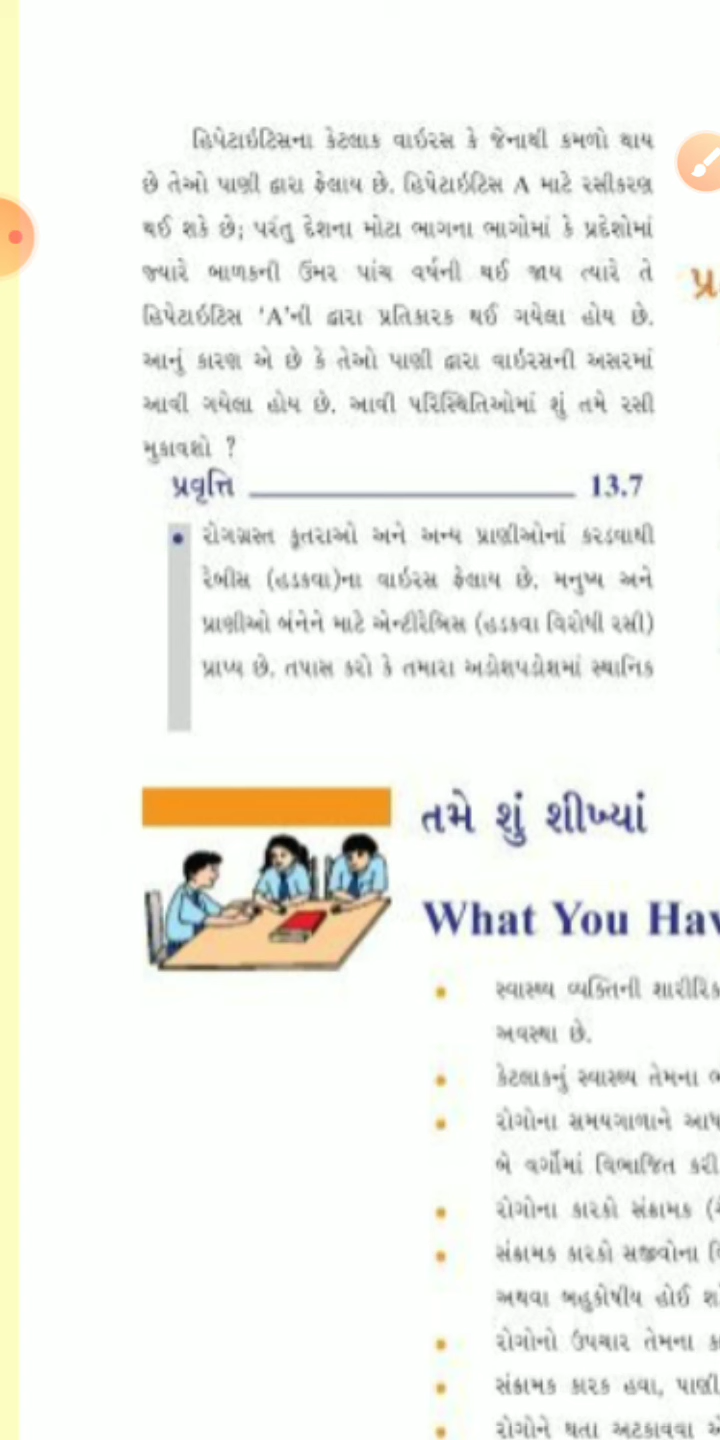 હિપેટાઇટિસના કેટલાક વાઇરસ કે જેનાથી કમળો થાય
છે તેઓ પાણી દ્વારા ફેલાય છે. હિપેટાઇટિસ A માટે રસીકરણ
થઈ શકે છે; પરંતુ દેશના મોટા ભાગના ભાગોમાં કે પ્રદેશોમાં
જ્યારે બાળકની ઉંમર પાંચ વર્ષની થઈ જાય ત્યારે તે
હિપેટાઇટિસ ‘A’ની દ્વારા પ્રતિકારક થઈ ગયેલા હોય છે.
આનું કારણ એ છે કે તેઓ પાણી દ્વારા વાઇરસની અસરમાં
આવી ગયેલા હોય છે. આવી પરિસ્થિતિઓમાં શું તમે રસી
મુકાવશો ?
પ્રવૃત્તિ 13.7
• રોગગ્રસ્ત કૂતરાઓ અને અન્ય પ્રાણીઓનાં કરડવાથી
રેબીસ (હડકવા)ના વાઇરસ ફેલાય છે. મનુષ્ય અને
પ્રાણીઓ બંનેને માટે એન્ટીરેબિસ (હડકવા વિરોધી રસી)
પ્રાપ્ય છે. તપાસ કરો કે તમારા અડોશપડોશમાં સ્થાનિક
પ્ર
તમે શું શીખ્યાં
What You Hav
• સ્વાસ્થ્ય વ્યક્તિની શારીરિક
અવસ્થા છે.
• કેટલાકનું સ્વાસ્થ્ય તેમના
• રોગોના સમયગાળાને આધ
બે વર્ગોમાં વિભાજિત કરી
• રોગોના કારકો સંક્રામક
• સંક્રામક કારકો સજીવોના
અથવા બહુકોષીય હોઈ શ
• રોગોનો ઉપચાર તેમના ક
• સંક્રામક કારક હવા, પાણી,
• રોગોને થતા અટકાવવા એ